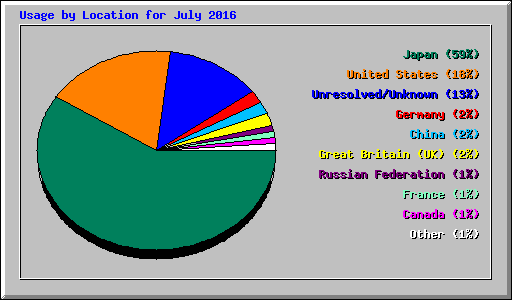 Usage by Location for July 2016
Japan (59%)
United States (18%)
Unresolved/Unknown (13%)
Germany (2%)
China (2%)
Great Britain (UK) (2%)
Russian Federation (1%)
France (1%)
Canada (1%)
Other (1%)